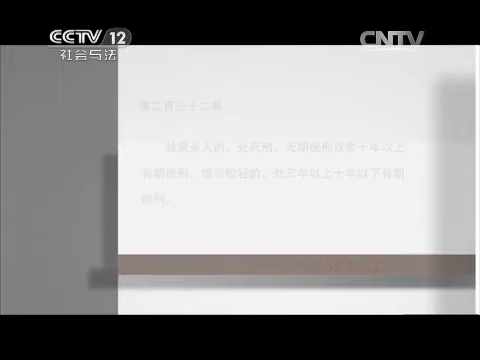 CCTV 12
社会与法
CNTV
第二百三十二条
故意杀人的，处死刑、无期徒刑或者十年以上
有期徒刑；情节较轻的，处三年以上十年以下有期
徒刑。